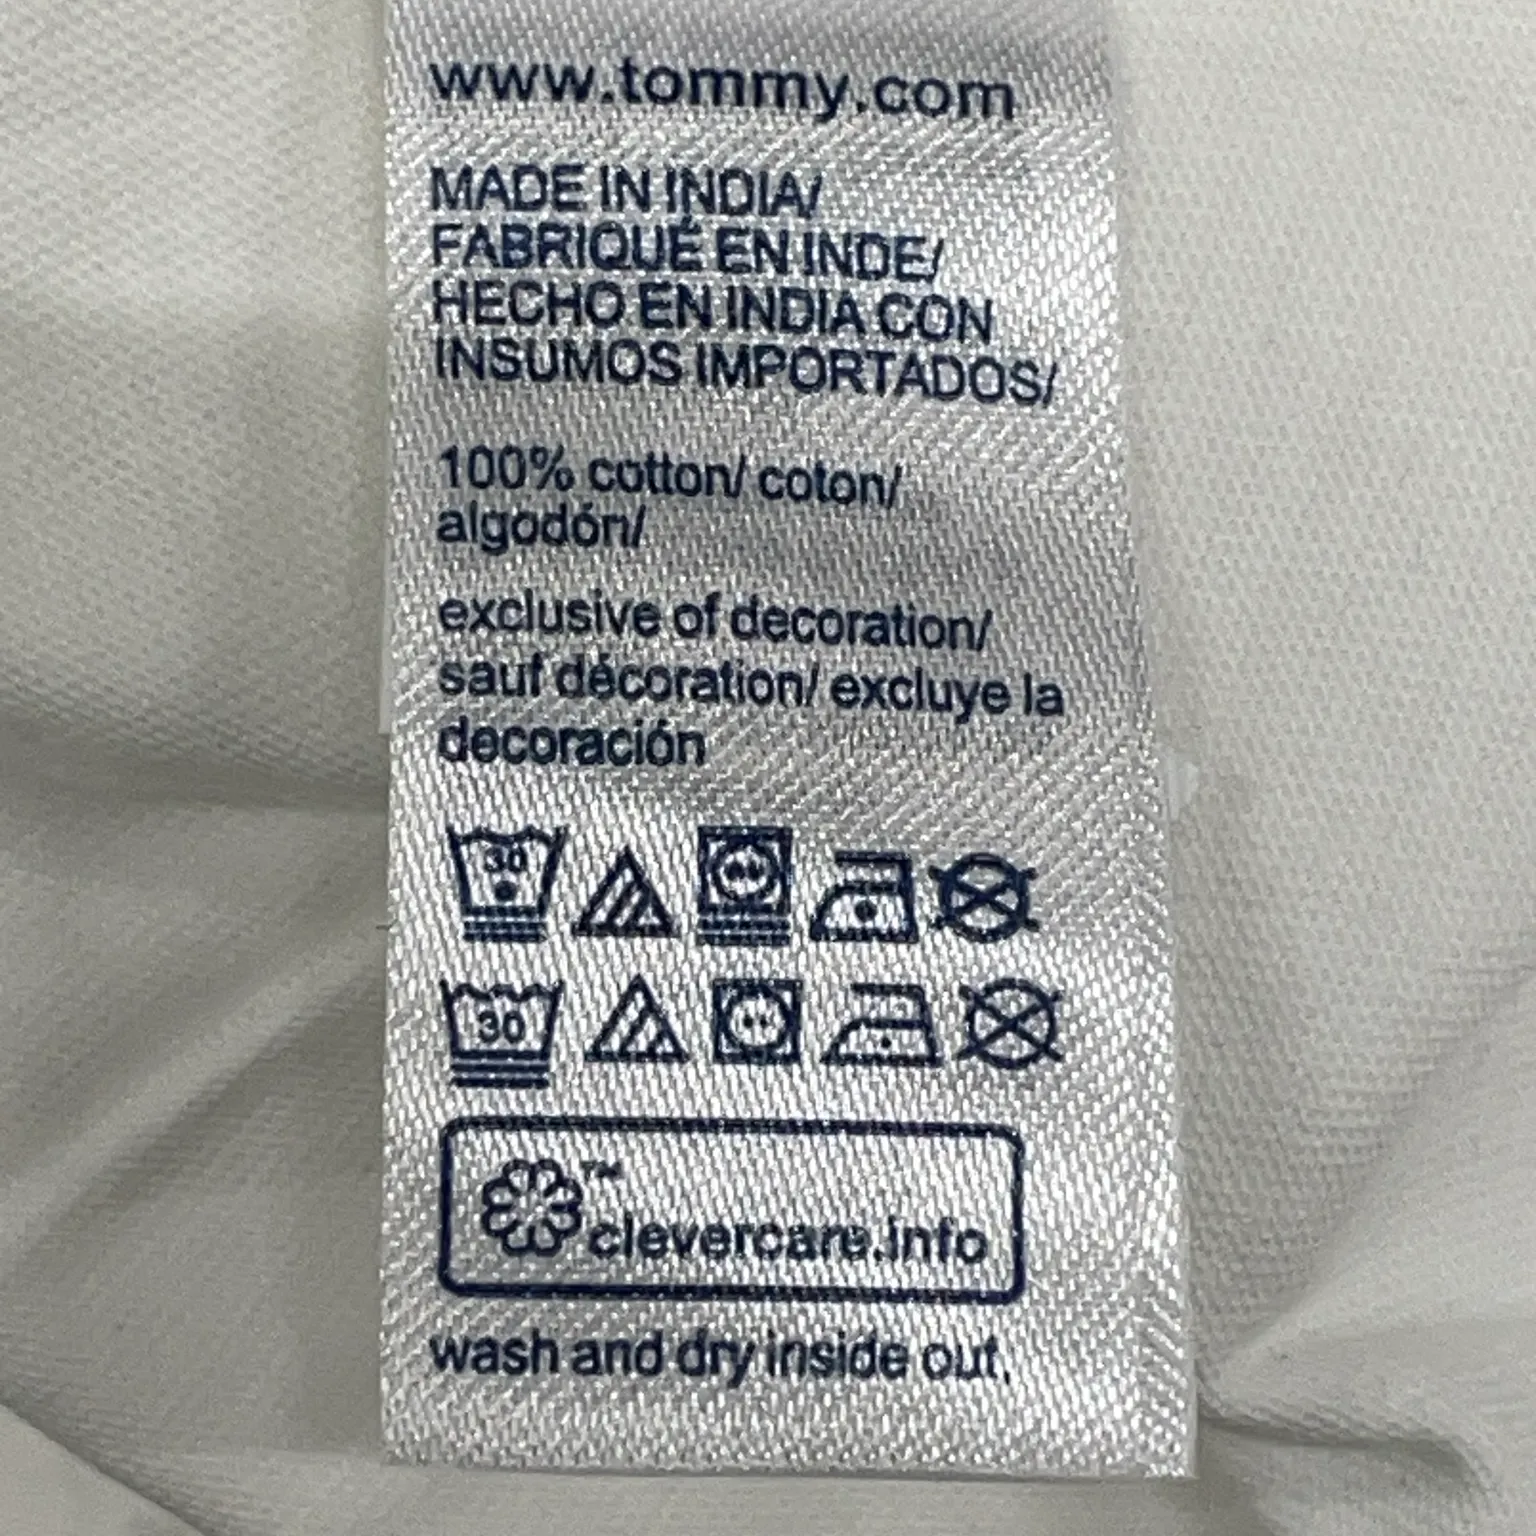 www.tommy.com
MADE IN INDIA/
FABRIQUÉ EN INDE/
HECHO EN INDIA CON
INSUMOS IMPORTADOS/
100% cotton/ coton/
algodón/
exclusive of decoration/
sauf décoration/ excluye la
decoración
30
30
™
clevercare.info
wash and dry inside out.